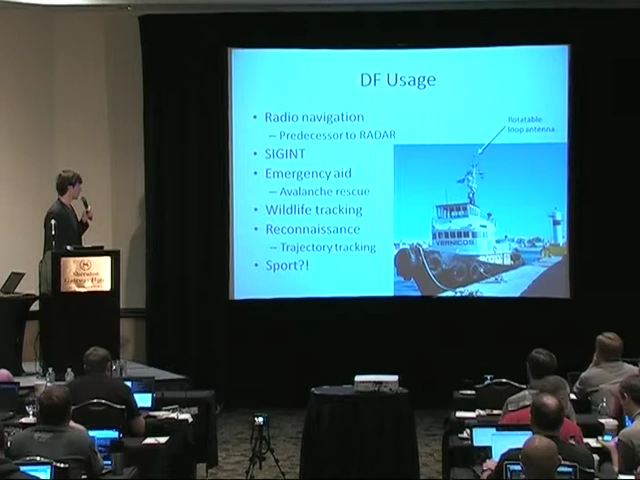 DF Usage
• Radio navigation
– Predecessor to RADAR
• SIGINT
• Emergency aid
– Avalanche rescue
• Wildlife tracking
• Reconnaissance
– Trajectory tracking
• Sport?!
Rotatable
loop antenna
VERNICOS
Sheraton